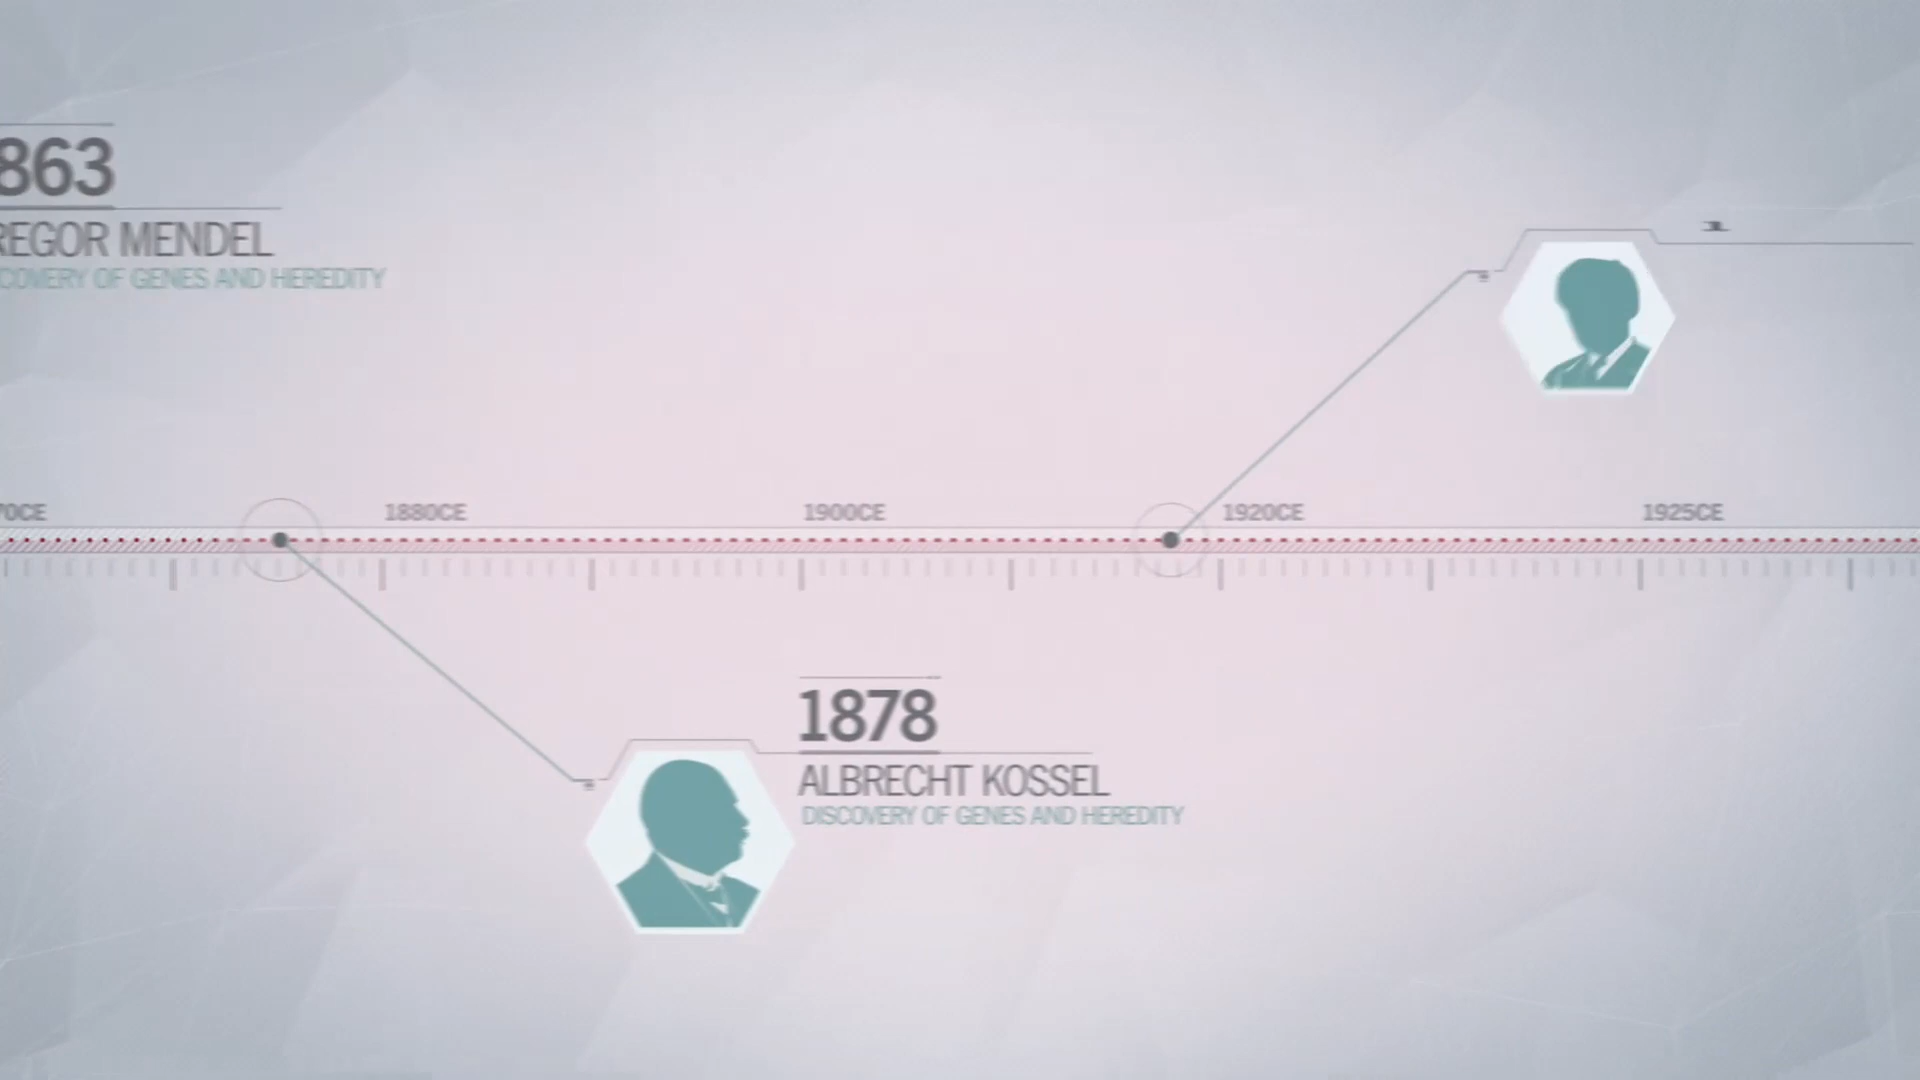 863
REGOR MENDEL
COVERY OF GENES AND HEREDITY
70CE
1880CE
1900CE
1920CE
1925CE
1878
ALBRECHT KOSSEL
DISCOVERY OF GENES AND HEREDITY